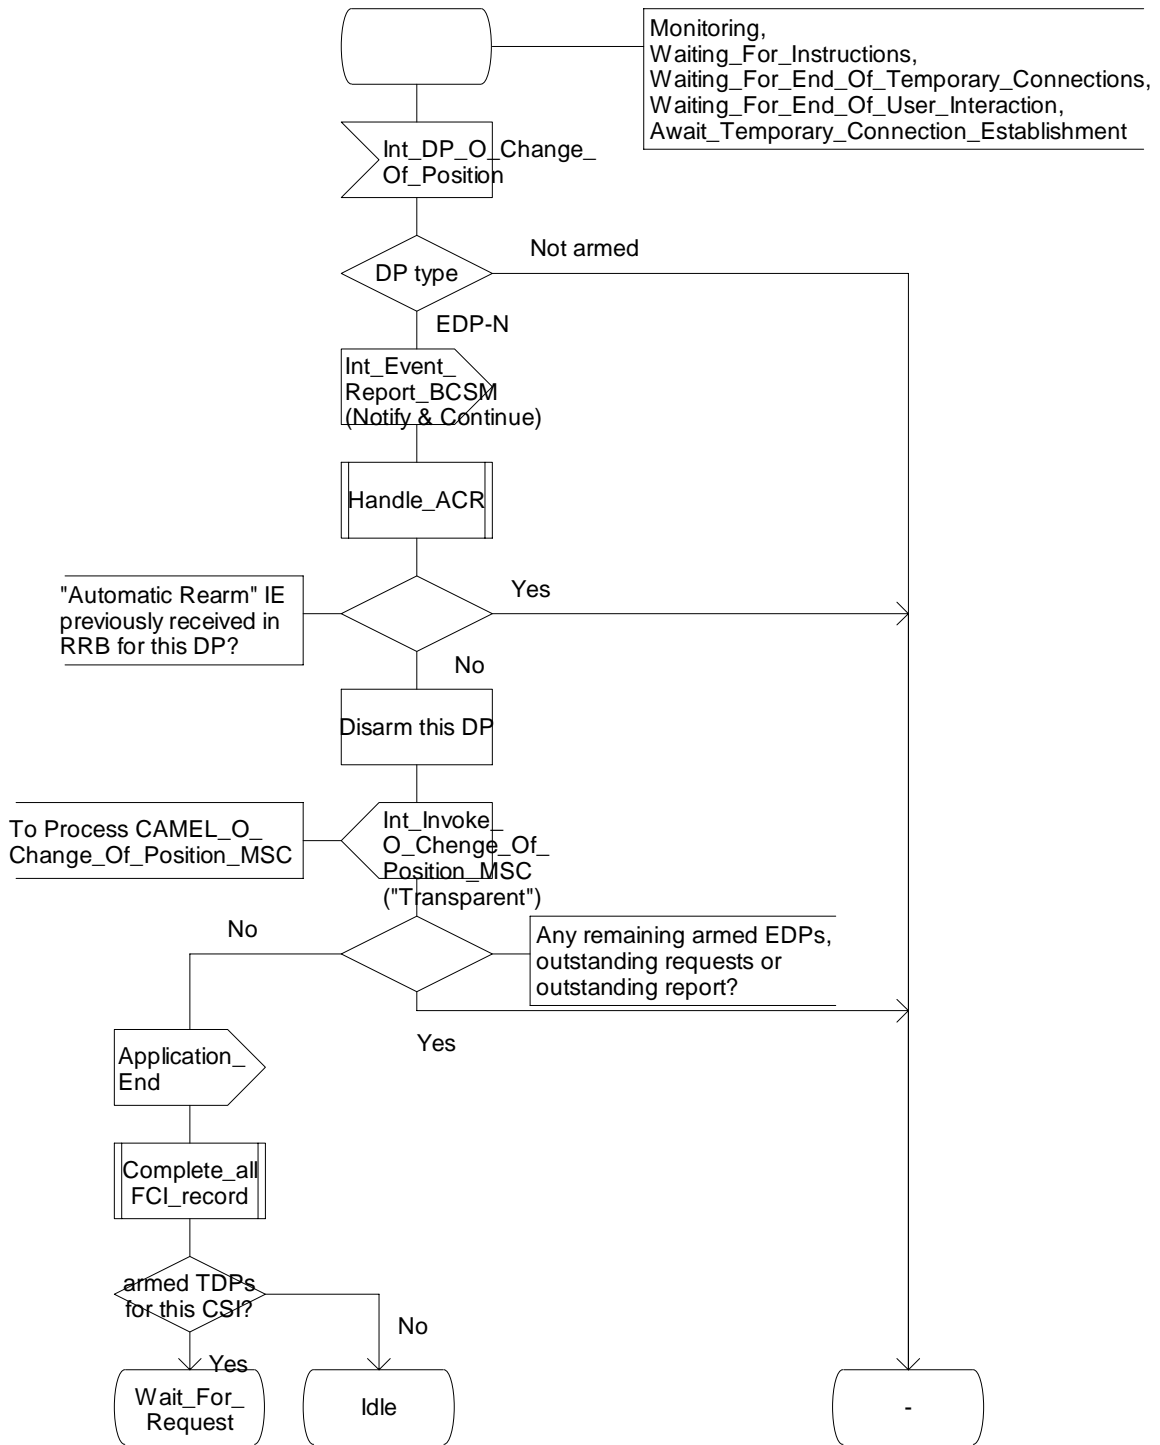 Monitoring,
Waiting_For_Instructions,
Waiting_For_End_Of_Temporary_Connections,
Waiting_For_End_Of_User_Interaction,
Await_Temporary_Connection_Establishment
Int_DP_O_Change_
Of_Position
Not armed
DP type
EDP-N
Int_Event_
Report_BCSM
(Notify & Continue)
Handle_ACR
"Automatic Rearm" IE
previously received in
RRB for this DP?
Yes
No
Disarm this DP
To Process CAMEL_O_
Change_Of_Position_MSC
Int_Invoke_
O_Chenge_Of_
Position_MSC
("Transparent")
No
Any remaining armed EDPs,
outstanding requests or
outstanding report?
Yes
Application_
End
Complete_all
FCI_record
armed TDPs
for this CSI?
No
Yes
Wait_For_
Request
Idle
-